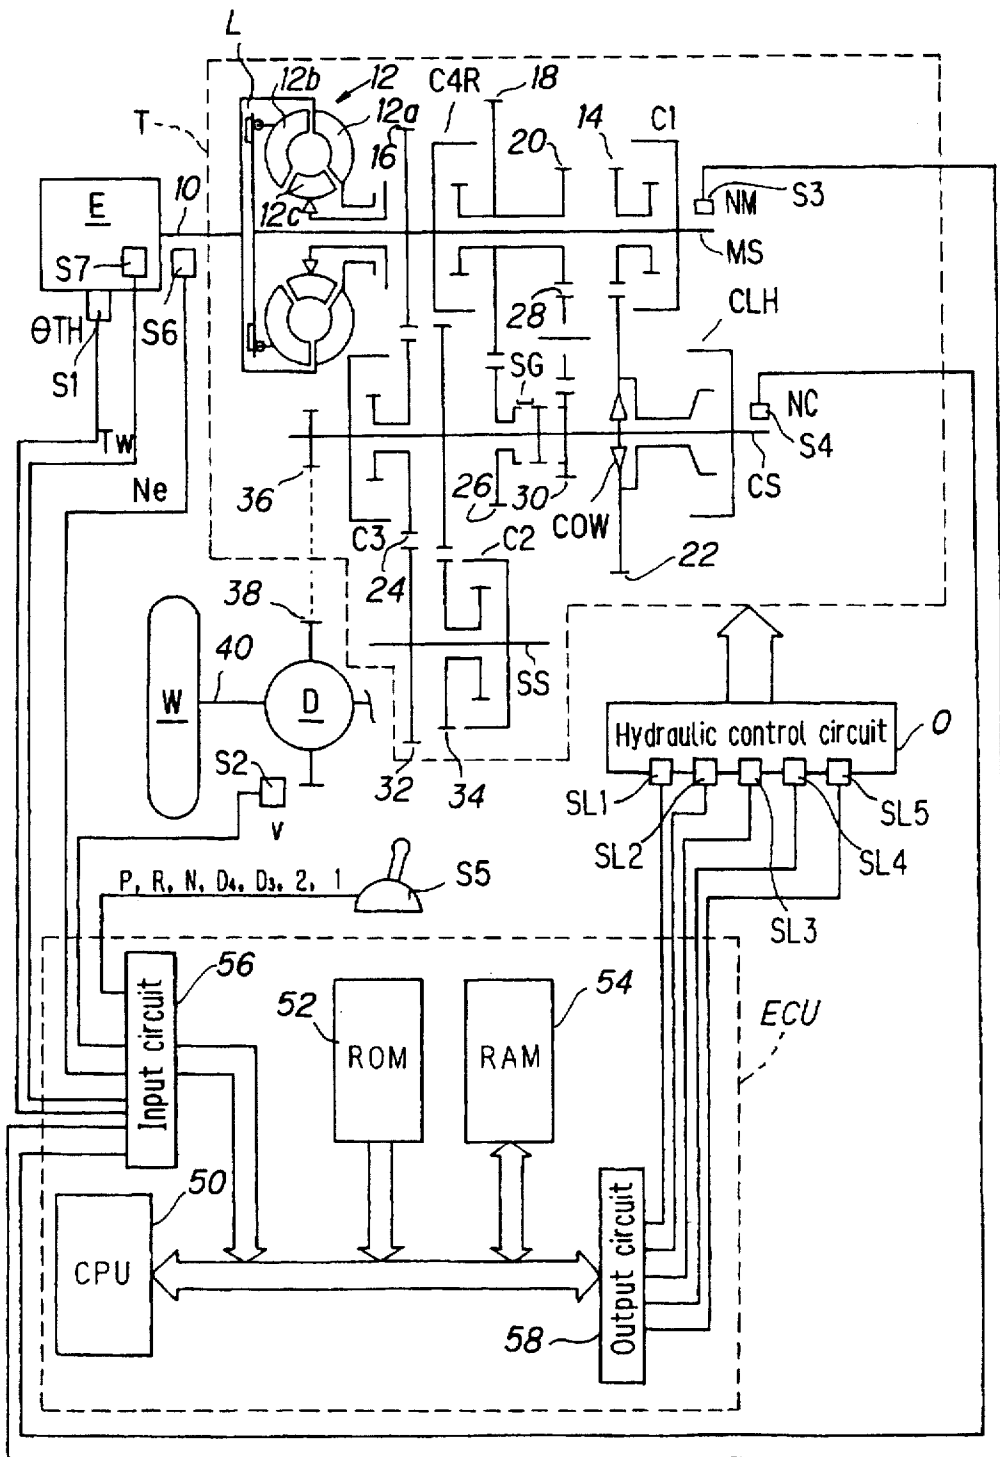 L
12b
12
C4R
18
12a
T
16
20
14
C1
10
E
12c
S3
NM
MS
S7
S6
28
CLH
θTH
S1
SG
NC
S4
Tw
Ne
36
26
30
COW
CS
C3
24
C2
22
38
40
W
D
SS
S2
32
34
V
Hydraulic control circuit
O
SL1
SL2
SL3
SL4
SL5
P, R, N, D4, D3, 2, 1
S5
56
Input circuit
52
ROM
54
RAM
ECU
50
CPU
58
Output circuit